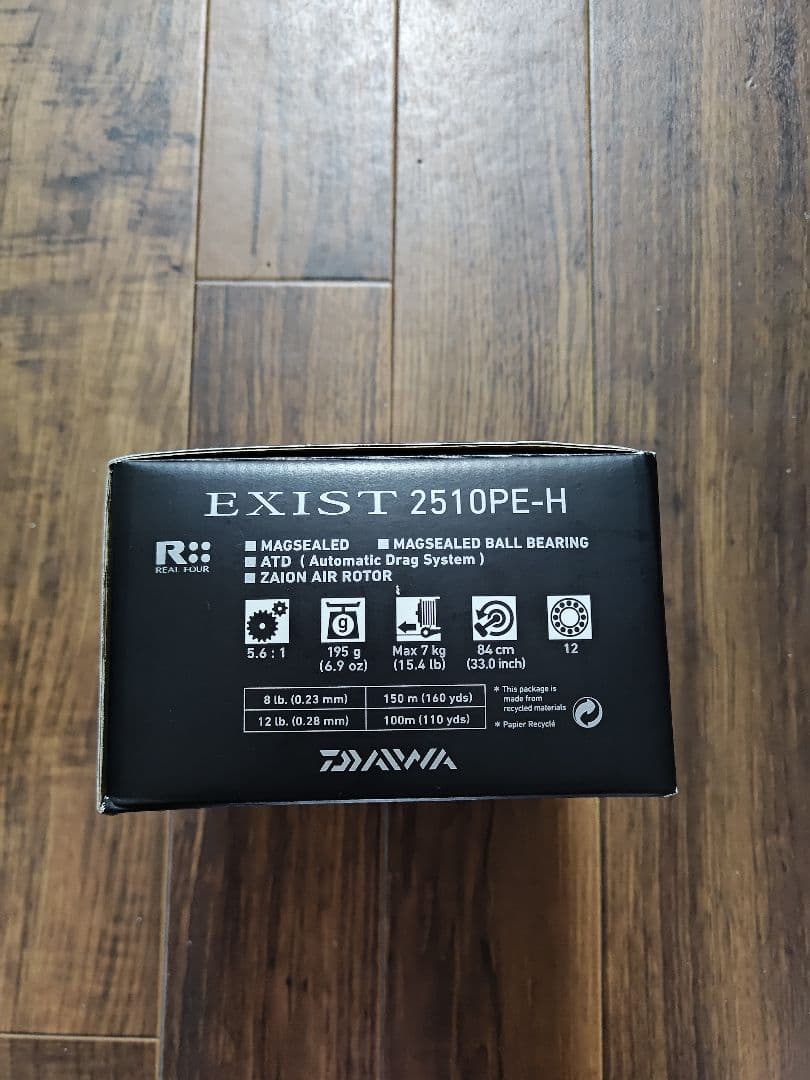 EXIST 2510PE-H
R
REAL FOUR
■ MAGSEALED ■ MAGSEALED BALL BEARING
■ ATD ( Automatic Drag System )
■ ZAION AIR ROTOR
g
5.6 : 1
195 g
(6.9 oz)
Max 7 kg
(15.4 lb)
84 cm
(33.0 inch)
12
8 lb. (0.23 mm) 150 m (160 yds)
12 lb. (0.28 mm) 100m (110 yds)
* This package is
made from
recycled materials
* Papier Recyclé
DAIWA